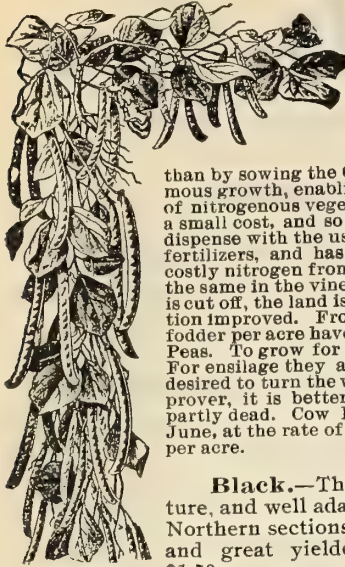 than by sowing the
mous growth, enabli
of nitrogenous vege
a small cost, and so
dispense with the us
fertilizers, and has
costly nitrogen from
the same in the vine
is cut off, the land is
tion improved. Fro
fodder per acre have
Peas. To grow for
For ensilage they a
desired to turn the v
prover, it is better
partly dead. Cow
June, at the rate of
per acre.
Black.—Th
ture, and well ada
Northern sections
and great yielde